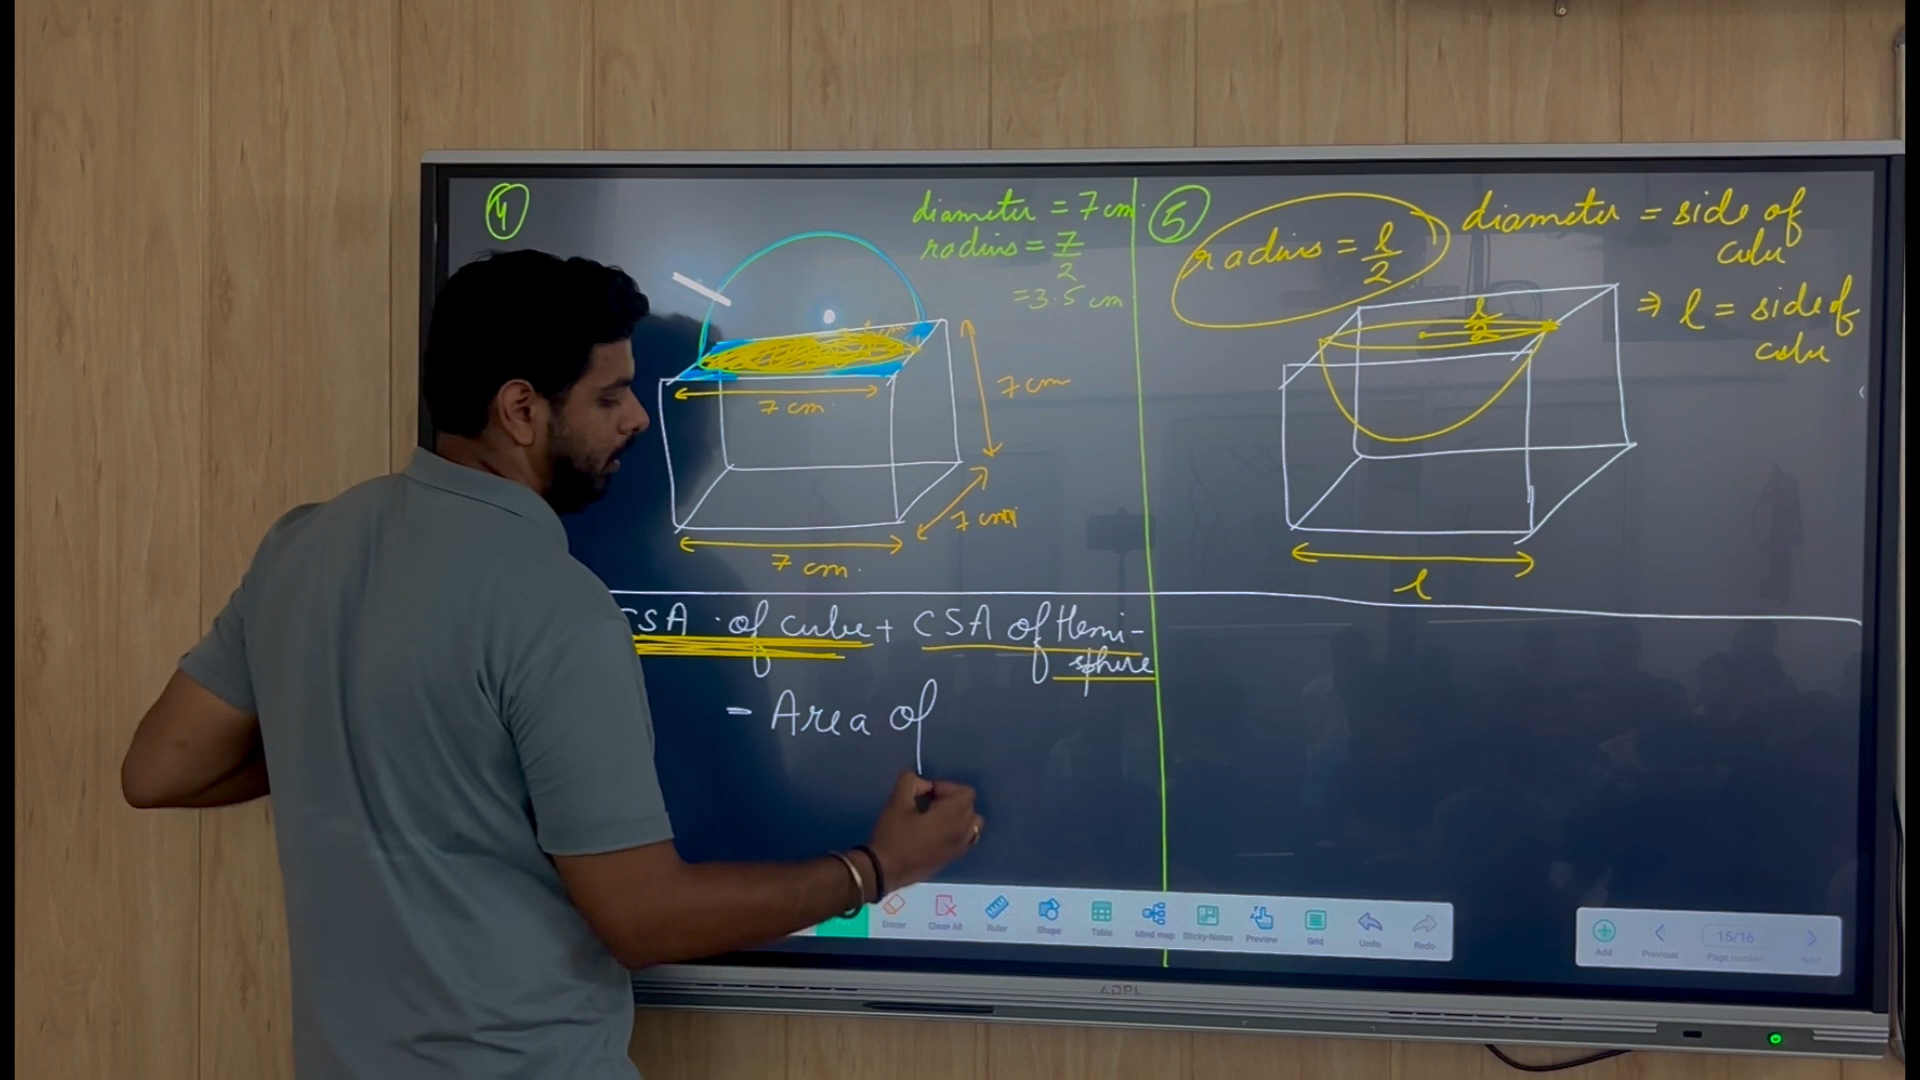 4
diameter = 7 cm.
radius = 7/2
= 3.5 cm
7 cm.
7 cm
7 cm
7 cm.
SA of cube + CSA of Hemi-
sphere
- Area of
5
radius = l/2
diameter = side of
cube
⇒ l = side of
cube
l/2
l
Eraser Clean All Ruler Shape Table Mind map Sticky-Notes Preview Grid Undo Redo
Add Previous 15/16 Page number Next
ADPL